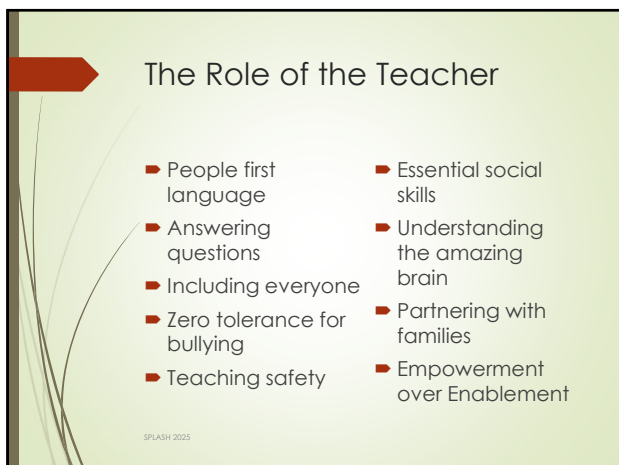 The Role of the Teacher
People first
language
Answering
questions
Including everyone
Zero tolerance for
bullying
Teaching safety
Essential social
skills
Understanding
the amazing
brain
Partnering with
families
Empowerment
over Enablement
SPLASH 2025